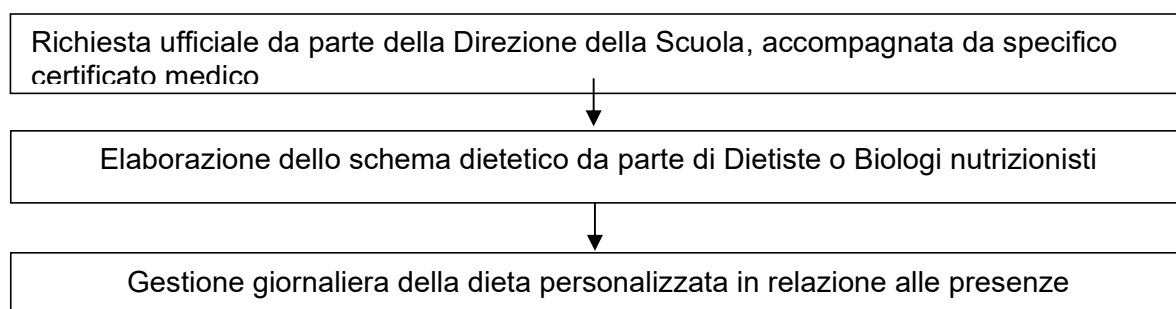 Richiesta ufficiale da parte della Direzione della Scuola, accompagnata da specifico
certificato medico
Elaborazione dello schema dietetico da parte di Dietiste o Biologi nutrizionisti
Gestione giornaliera della dieta personalizzata in relazione alle presenze